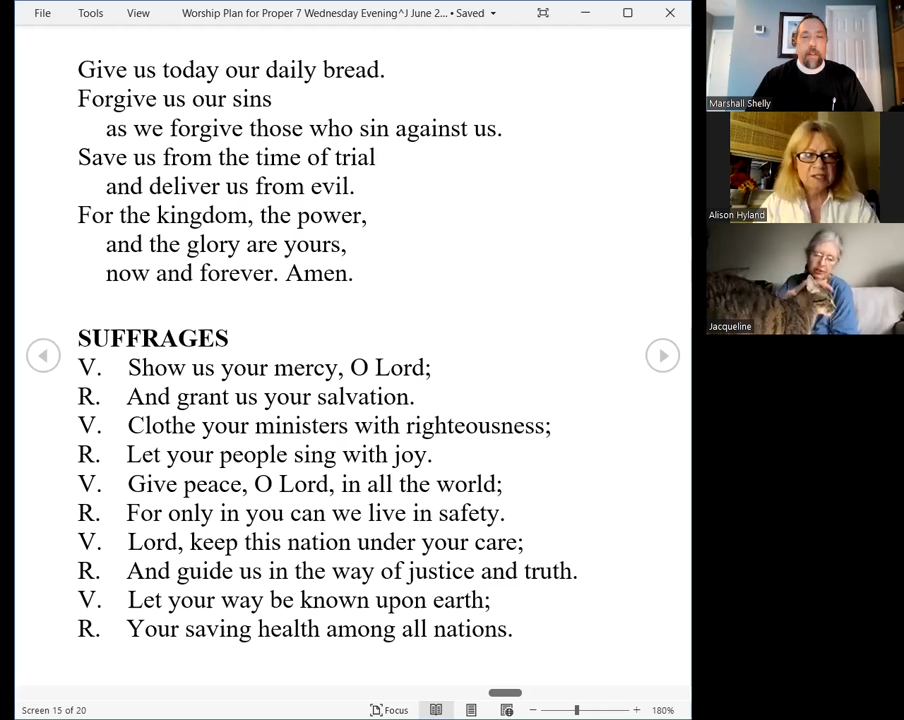 File Tools View Worship Plan for Proper 7 Wednesday Evening^J June 2... • Saved
Give us today our daily bread.
Forgive us our sins
as we forgive those who sin against us.
Save us from the time of trial
and deliver us from evil.
For the kingdom, the power,
and the glory are yours,
now and forever. Amen.
SUFFRAGES
V. Show us your mercy, O Lord;
R. And grant us your salvation.
V. Clothe your ministers with righteousness;
R. Let your people sing with joy.
V. Give peace, O Lord, in all the world;
R. For only in you can we live in safety.
V. Lord, keep this nation under your care;
R. And guide us in the way of justice and truth.
V. Let your way be known upon earth;
R. Your saving health among all nations.
Screen 15 of 20 Focus 180%
Marshall Shelly
Alison Hyland
Jacqueline